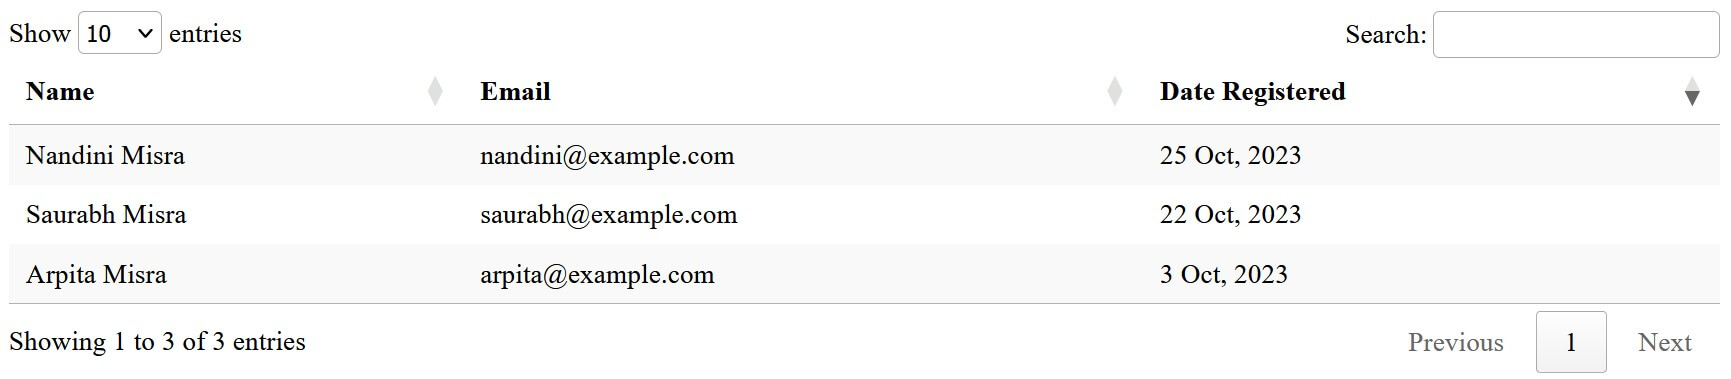 Show 10 entries Search:
Name Email Date Registered
Nandini Misra nandini@example.com 25 Oct, 2023
Saurabh Misra saurabh@example.com 22 Oct, 2023
Arpita Misra arpita@example.com 3 Oct, 2023
Showing 1 to 3 of 3 entries Previous 1 Next